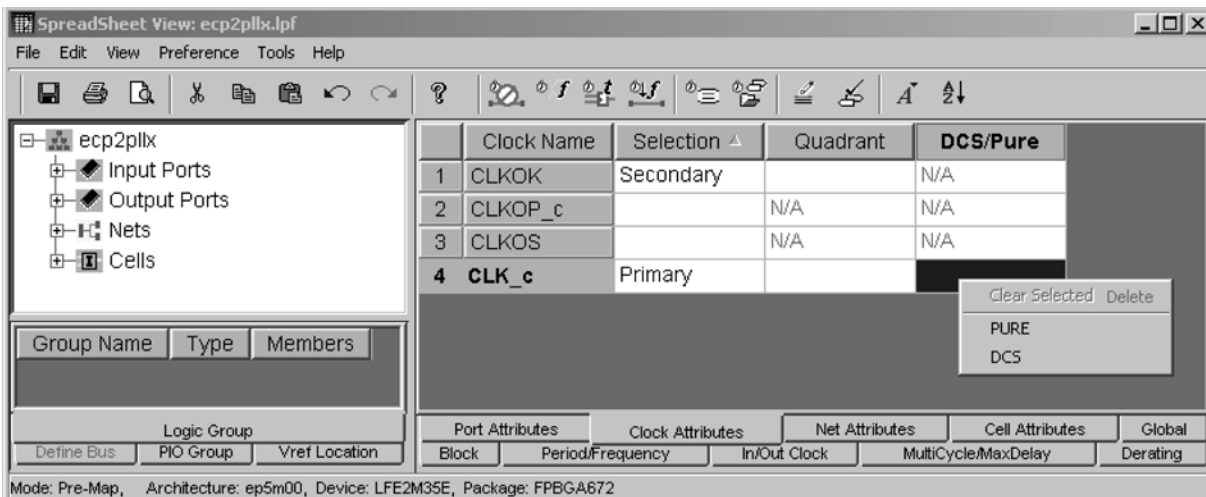 SpreadSheet View: ecp2pllx.lpf
File Edit View Preference Tools Help
ecp2pllx
Input Ports
Output Ports
Nets
Cells
Group Name Type Members
Logic Group
Define Bus PIO Group Vref Location
Clock Name Selection Quadrant DCS/Pure
1 CLKOK Secondary N/A
2 CLKOP_c N/A N/A
3 CLKOS N/A N/A
4 CLK_c Primary
Clear Selected Delete
PURE
DCS
Port Attributes Clock Attributes Net Attributes Cell Attributes Global
Block Period/Frequency In/Out Clock MultiCycle/MaxDelay Derating
Mode: Pre-Map, Architecture: ep5m00, Device: LFE2M35E, Package: FPBGA672